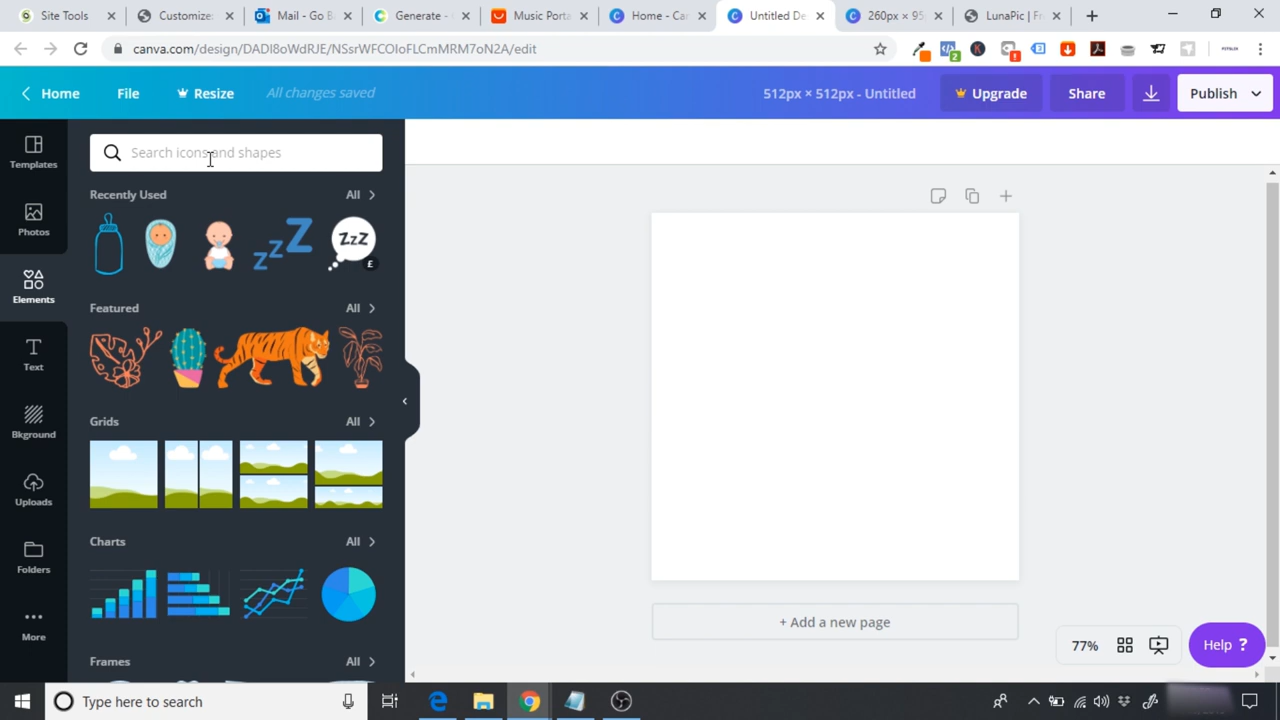 Site Tools
Customize:
Mail - Go B
Generate -
Music Porta
Home - Can
Untitled De
260px × 95
LunaPic | Fr
canva.com/design/DADI8oWdRJE/NSsrWFCOIoFLCmMRM7oN2A/edit
Home
File
Resize
All changes saved
512px × 512px - Untitled
Upgrade
Share
Publish
Templates
Photos
Elements
Text
Bkground
Uploads
Folders
More
Search icons and shapes
Recently Used
All
ZZZ
ZzZ
£
Featured
All
Grids
All
Charts
All
Frames
All
+ Add a new page
77%
Help ?
Type here to search